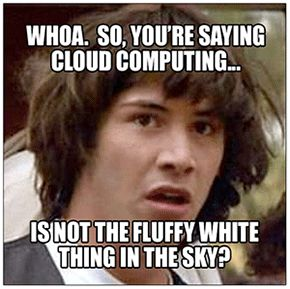 WHOA. SO, YOU'RE SAYING
CLOUD COMPUTING...
IS NOT THE FLUFFY WHITE
THING IN THE SKY?